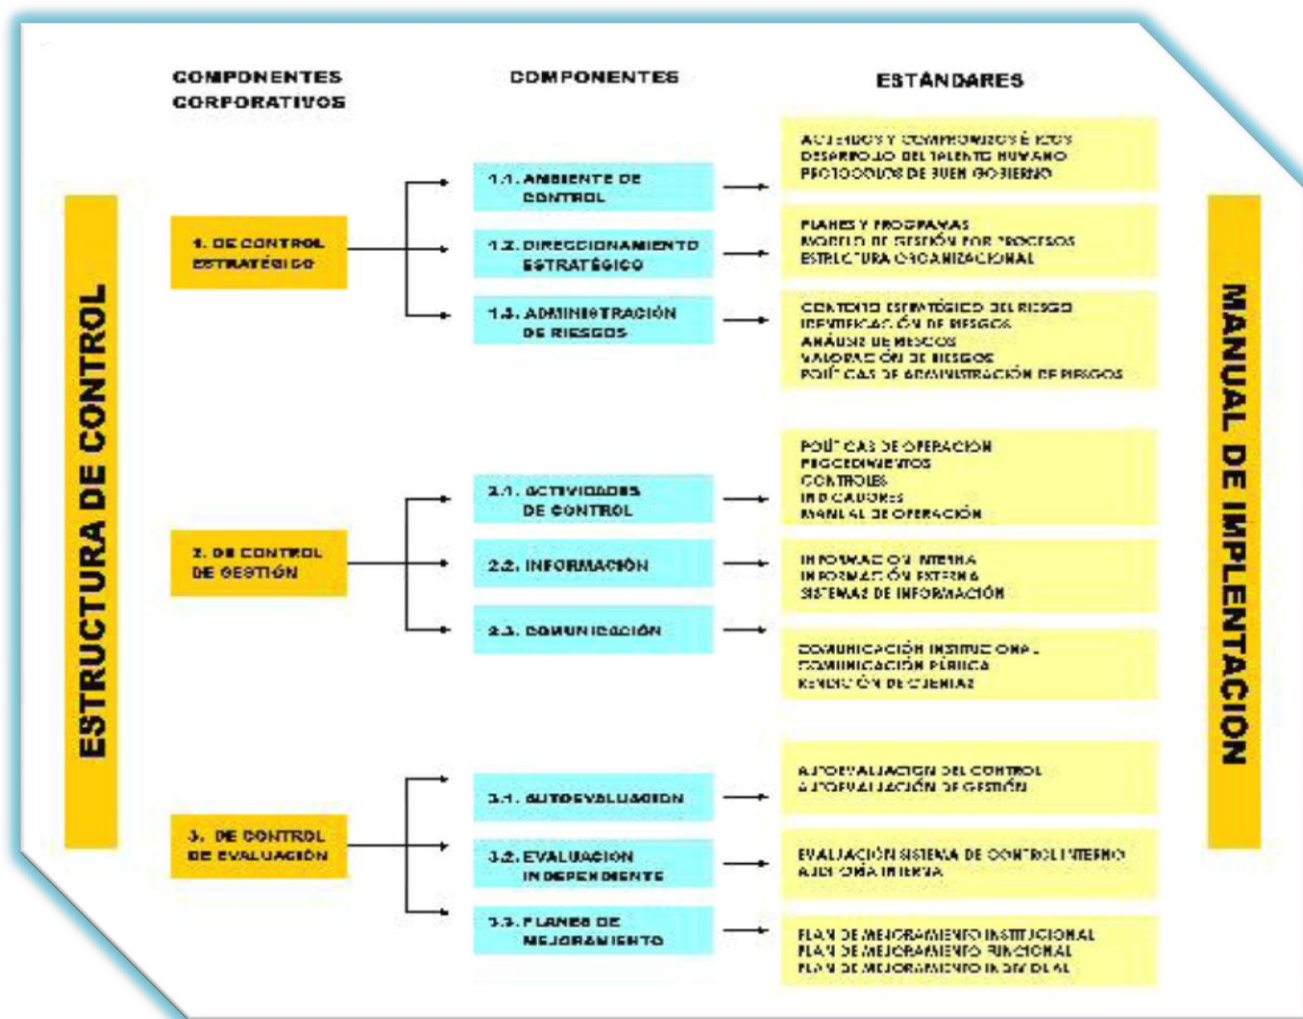 COMPONENTES
CORPORATIVOS
COMPONENTES
ESTÁNDARES
ESTRUCTURA DE CONTROL
1. DE CONTROL
ESTRATÉGICO
1.1. AMBIENTE DE
CONTROL
ACUERDOS Y COMPROMIZOS ÉTICOS
DESARROLLO DEL TALENTO HUMANO
PROTOCOLOS DE BUEN GOBIERNO
1.2. DIRECCIONAMIENTO
ESTRATÉGICO
PLANES Y PROGRAMAS
MODELO DE GESTIÓN POR PROCESOS
ESTRUCTURA ORGANIZACIONAL
1.3. ADMINISTRACIÓN
DE RIESGOS
CONTEXTO ESTRATÉGICO DEL RIESGO
IDENTIFICACIÓN DE RIESGOS
ANÁLISIS DE RIESGOS
VALORACIÓN DE RIESGOS
POLÍTICAS DE ADMINISTRACIÓN DE RIESGOS
2. DE CONTROL
DE GESTIÓN
2.1. ACTIVIDADES
DE CONTROL
POLÍTICAS DE OPERACIÓN
PROCEDIMIENTOS
CONTROLES
INDICADORES
MANUAL DE OPERACIÓN
2.2. INFORMACIÓN
INFORMACIÓN INTERNA
INFORMACIÓN EXTERNA
SISTEMAS DE INFORMACIÓN
2.3. COMUNICACIÓN
COMUNICACIÓN INSTITUCIONAL
COMUNICACIÓN PÚBLICA
RENDICIÓN DE CUENTAS
3. DE CONTROL
DE EVALUACIÓN
3.1. AUTOEVALUACION
AUTOEVALUACIÓN DEL CONTROL
AUTOEVALUACIÓN DE GESTIÓN
3.2. EVALUACION
INDEPENDIENTE
EVALUACIÓN SISTEMA DE CONTROL INTERNO
AUDITORÍA INTERNA
3.3. PLANES DE
MEJORAMIENTO
PLAN DE MEJORAMIENTO INSTITUCIONAL
PLAN DE MEJORAMIENTO FUNCIONAL
PLAN DE MEJORAMIENTO INDIVIDUAL
MANUAL DE IMPLENTACION